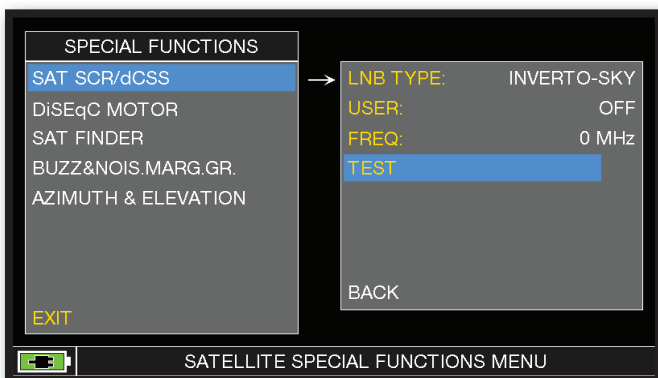 SPECIAL FUNCTIONS
SAT SCR/dCSS
DiSEqC MOTOR
SAT FINDER
BUZZ&NOIS.MARG.GR.
AZIMUTH & ELEVATION
EXIT
→ LNB TYPE: INVERTO-SKY
USER: OFF
FREQ: 0 MHz
TEST
BACK
SATELLITE SPECIAL FUNCTIONS MENU